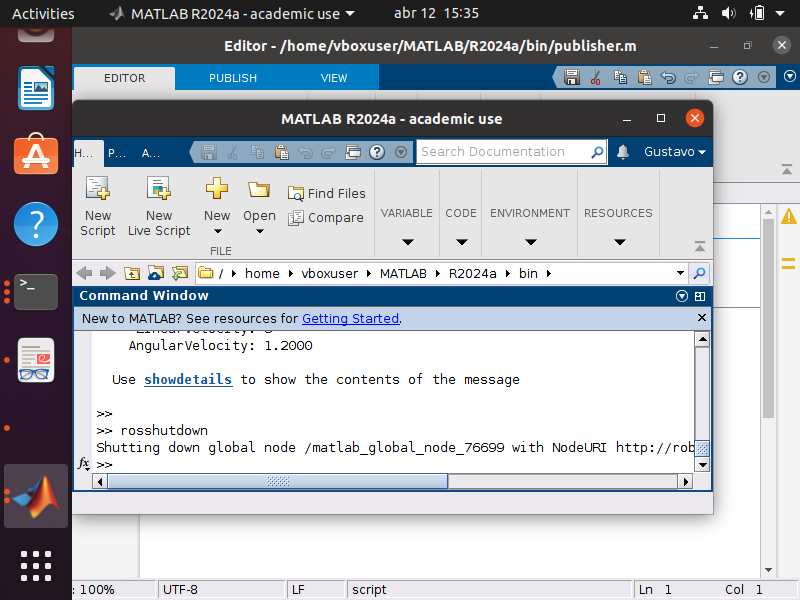 Activities
MATLAB R2024a - academic use
abr 12 15:35
Editor - /home/vboxuser/MATLAB/R2024a/bin/publisher.m
EDITOR
PUBLISH
VIEW
MATLAB R2024a - academic use
H...
P...
A...
Search Documentation
Gustavo
New Script
New Live Script
New
Open
Find Files
Compare
FILE
VARIABLE
CODE
ENVIRONMENT
RESOURCES
/ home vboxuser MATLAB R2024a bin
Command Window
New to MATLAB? See resources for Getting Started.
AngularVelocity: 1.2000
Use showdetails to show the contents of the message
>>
>> rosshutdown
Shutting down global node /matlab_global_node_76699 with NodeURI http://rob
fx >>
: 100%
UTF-8
LF
script
Ln 1
Col 1